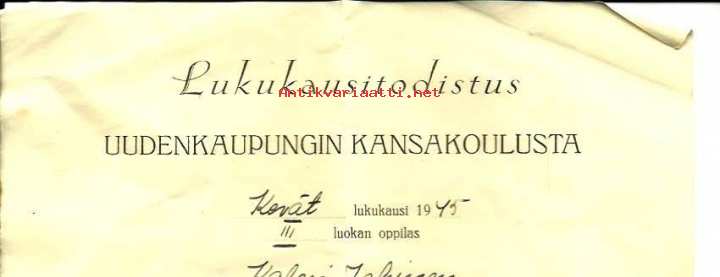 Lukukausitodistus
Antikvariaatti.net
UUDENKAUPUNGIN KANSAKOULUSTA
Kevät lukukausi 1945
III luokan oppilas